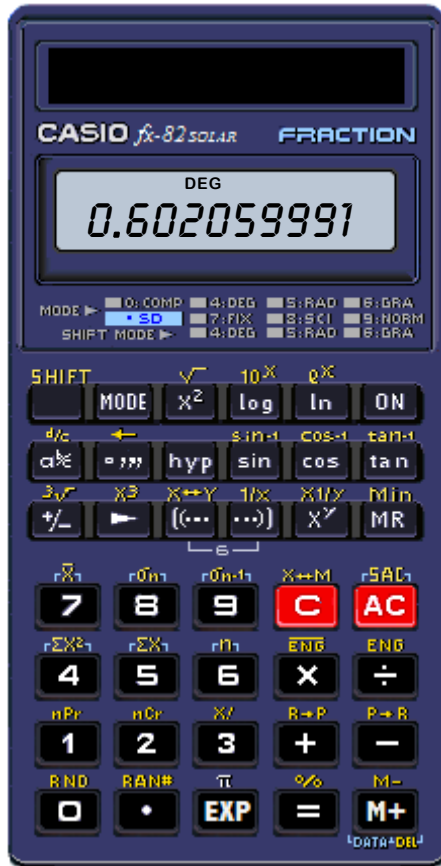 CASIO fx-82 SOLAR FRACTION
DEG
0.602059991
MODE ► 0: COMP 4:DEG 5:RAD 6:GRA
• SD 7:FIX 8:SCI 9:NORM
SHIFT MODE ► 4:DEG 5:RAD 6:GRA
SHIFT √ 10ˣ eˣ
MODE X² log ln ON
d/c ← sin-1 cos-1 tan-1
a b/c ° ’ ’’ hyp sin cos tan
3√ X3 X↔Y 1/X X1/Y Min
+/− ► [(··· ···)] Xʸ MR
6
X̄ σn σn-1 X↔M SAC
7 8 9 C AC
ΣX² ΣX n E̅N̅G̅ ENG
4 5 6 × ÷
nPr nCr X/ R→P P→R
1 2 3 + −
RND RAN# π % M−
0 · EXP = M+
DATA DEL